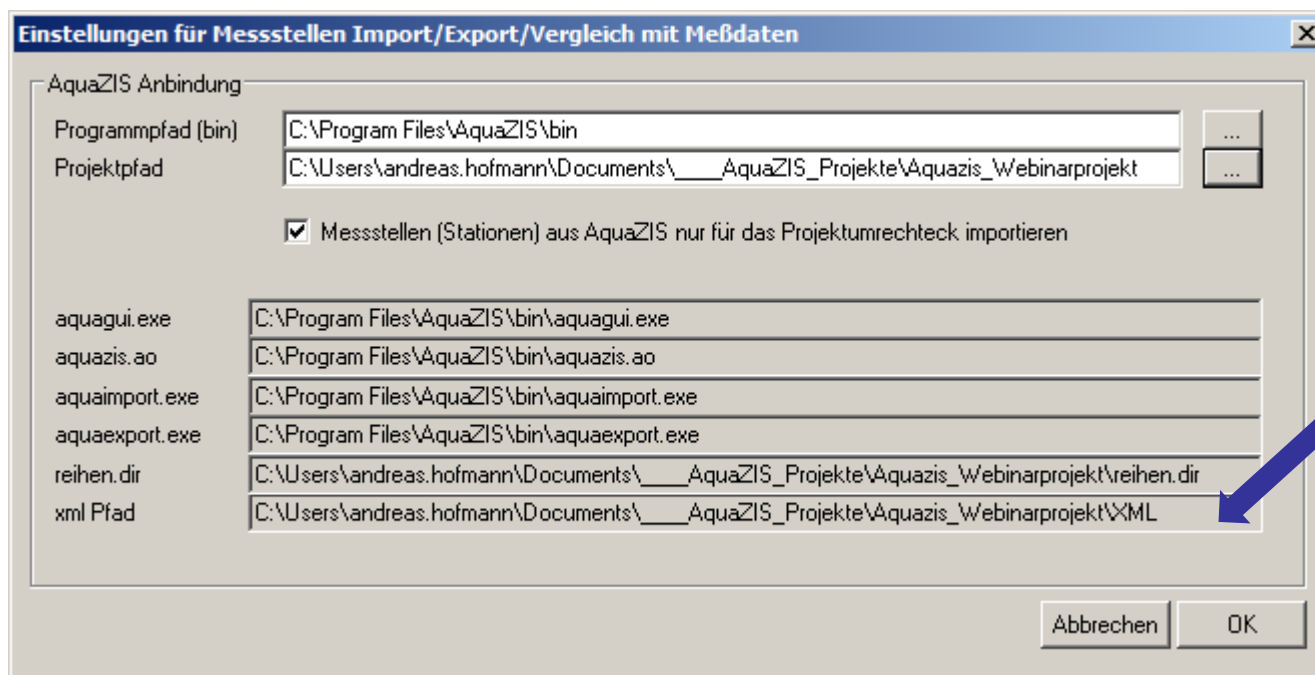 Einstellungen für Messstellen Import/Export/Vergleich mit Meßdaten
AquaZIS Anbindung
Programmpfad (bin) C:\Program Files\AquaZIS\bin ...
Projektpfad C:\Users\andreas.hofmann\Documents\____AquaZIS_Projekte\Aquazis_Webinarprojekt ...
Messstellen (Stationen) aus AquaZIS nur für das Projektumrechteck importieren
aquagui.exe C:\Program Files\AquaZIS\bin\aquagui.exe
aquazis.ao C:\Program Files\AquaZIS\bin\aquazis.ao
aquaimport.exe C:\Program Files\AquaZIS\bin\aquaimport.exe
aquaexport.exe C:\Program Files\AquaZIS\bin\aquaexport.exe
reihen.dir C:\Users\andreas.hofmann\Documents\____AquaZIS_Projekte\Aquazis_Webinarprojekt\reihen.dir
xml Pfad C:\Users\andreas.hofmann\Documents\____AquaZIS_Projekte\Aquazis_Webinarprojekt\XML
Abbrechen OK